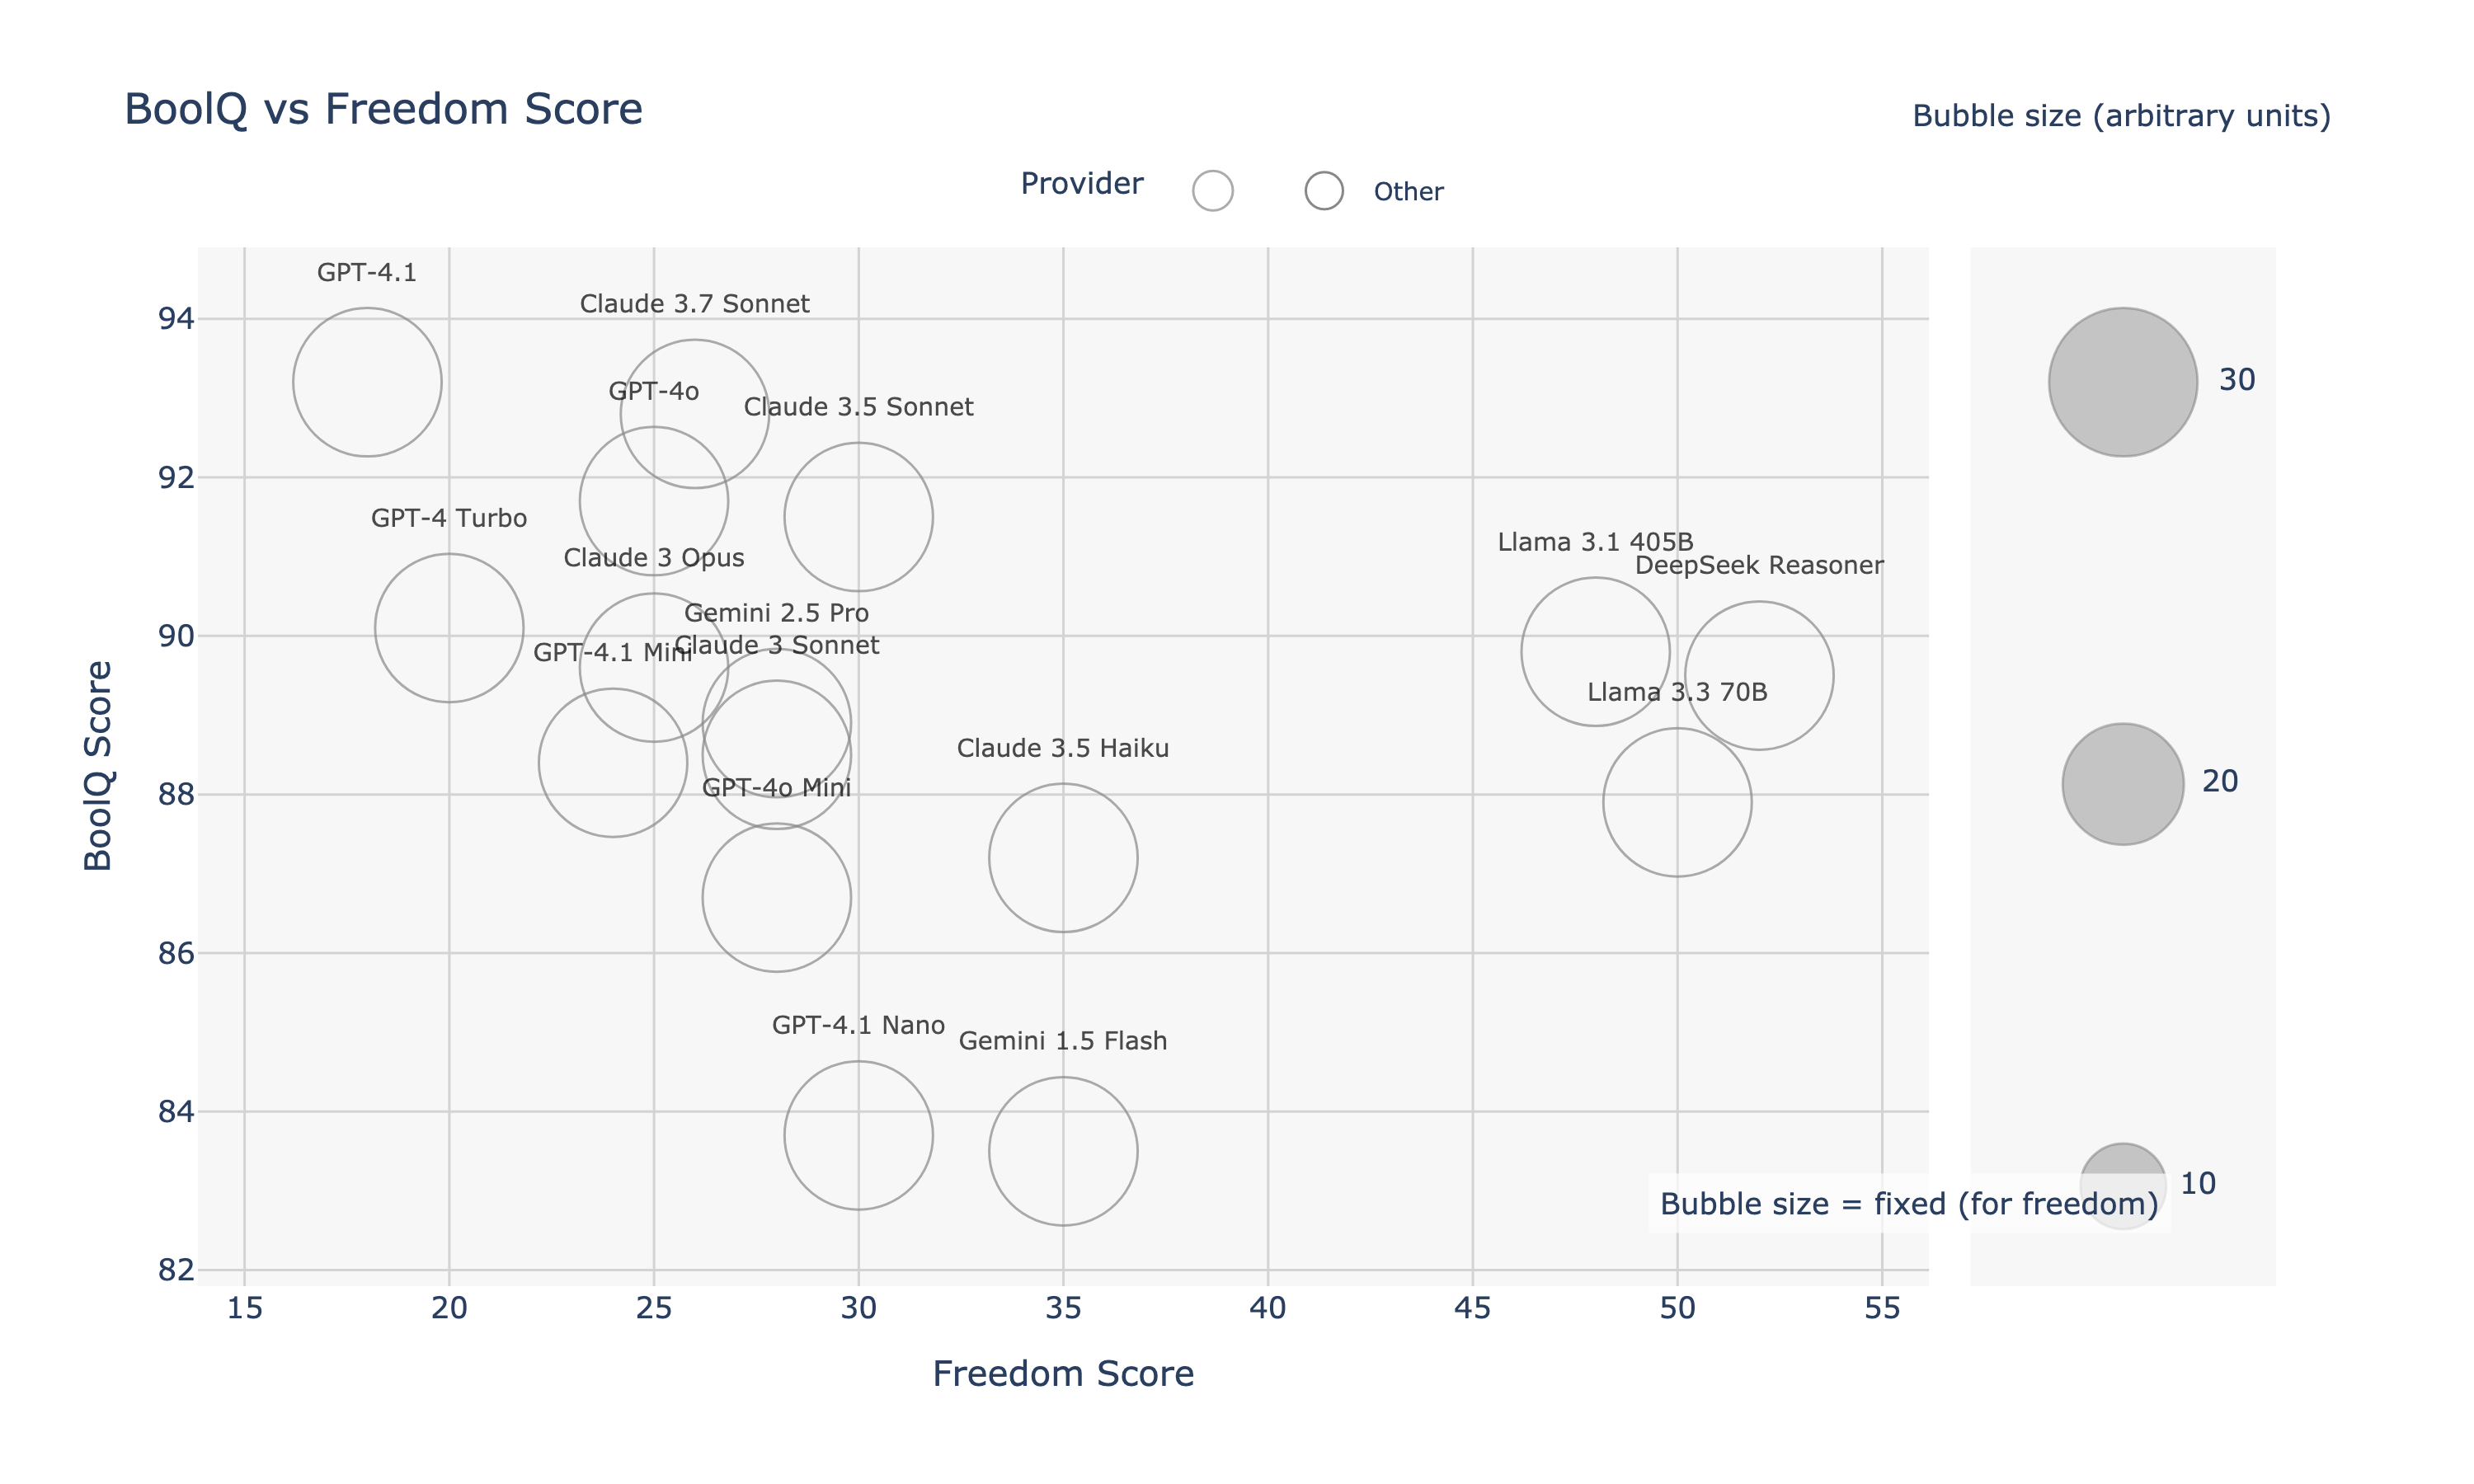 BoolQ vs Freedom Score
Bubble size (arbitrary units)
Provider
Other
GPT-4.1
Claude 3.7 Sonnet
GPT-4o
Claude 3.5 Sonnet
GPT-4 Turbo
Claude 3 Opus
Llama 3.1 405B
DeepSeek Reasoner
Gemini 2.5 Pro
Claude 3 Sonnet
GPT-4.1 Mini
Llama 3.3 70B
Claude 3.5 Haiku
GPT-4o Mini
GPT-4.1 Nano
Gemini 1.5 Flash
94
92
90
88
86
84
82
BoolQ Score
15 20 25 30 35 40 45 50 55
Freedom Score
30
20
10
Bubble size = fixed (for freedom)